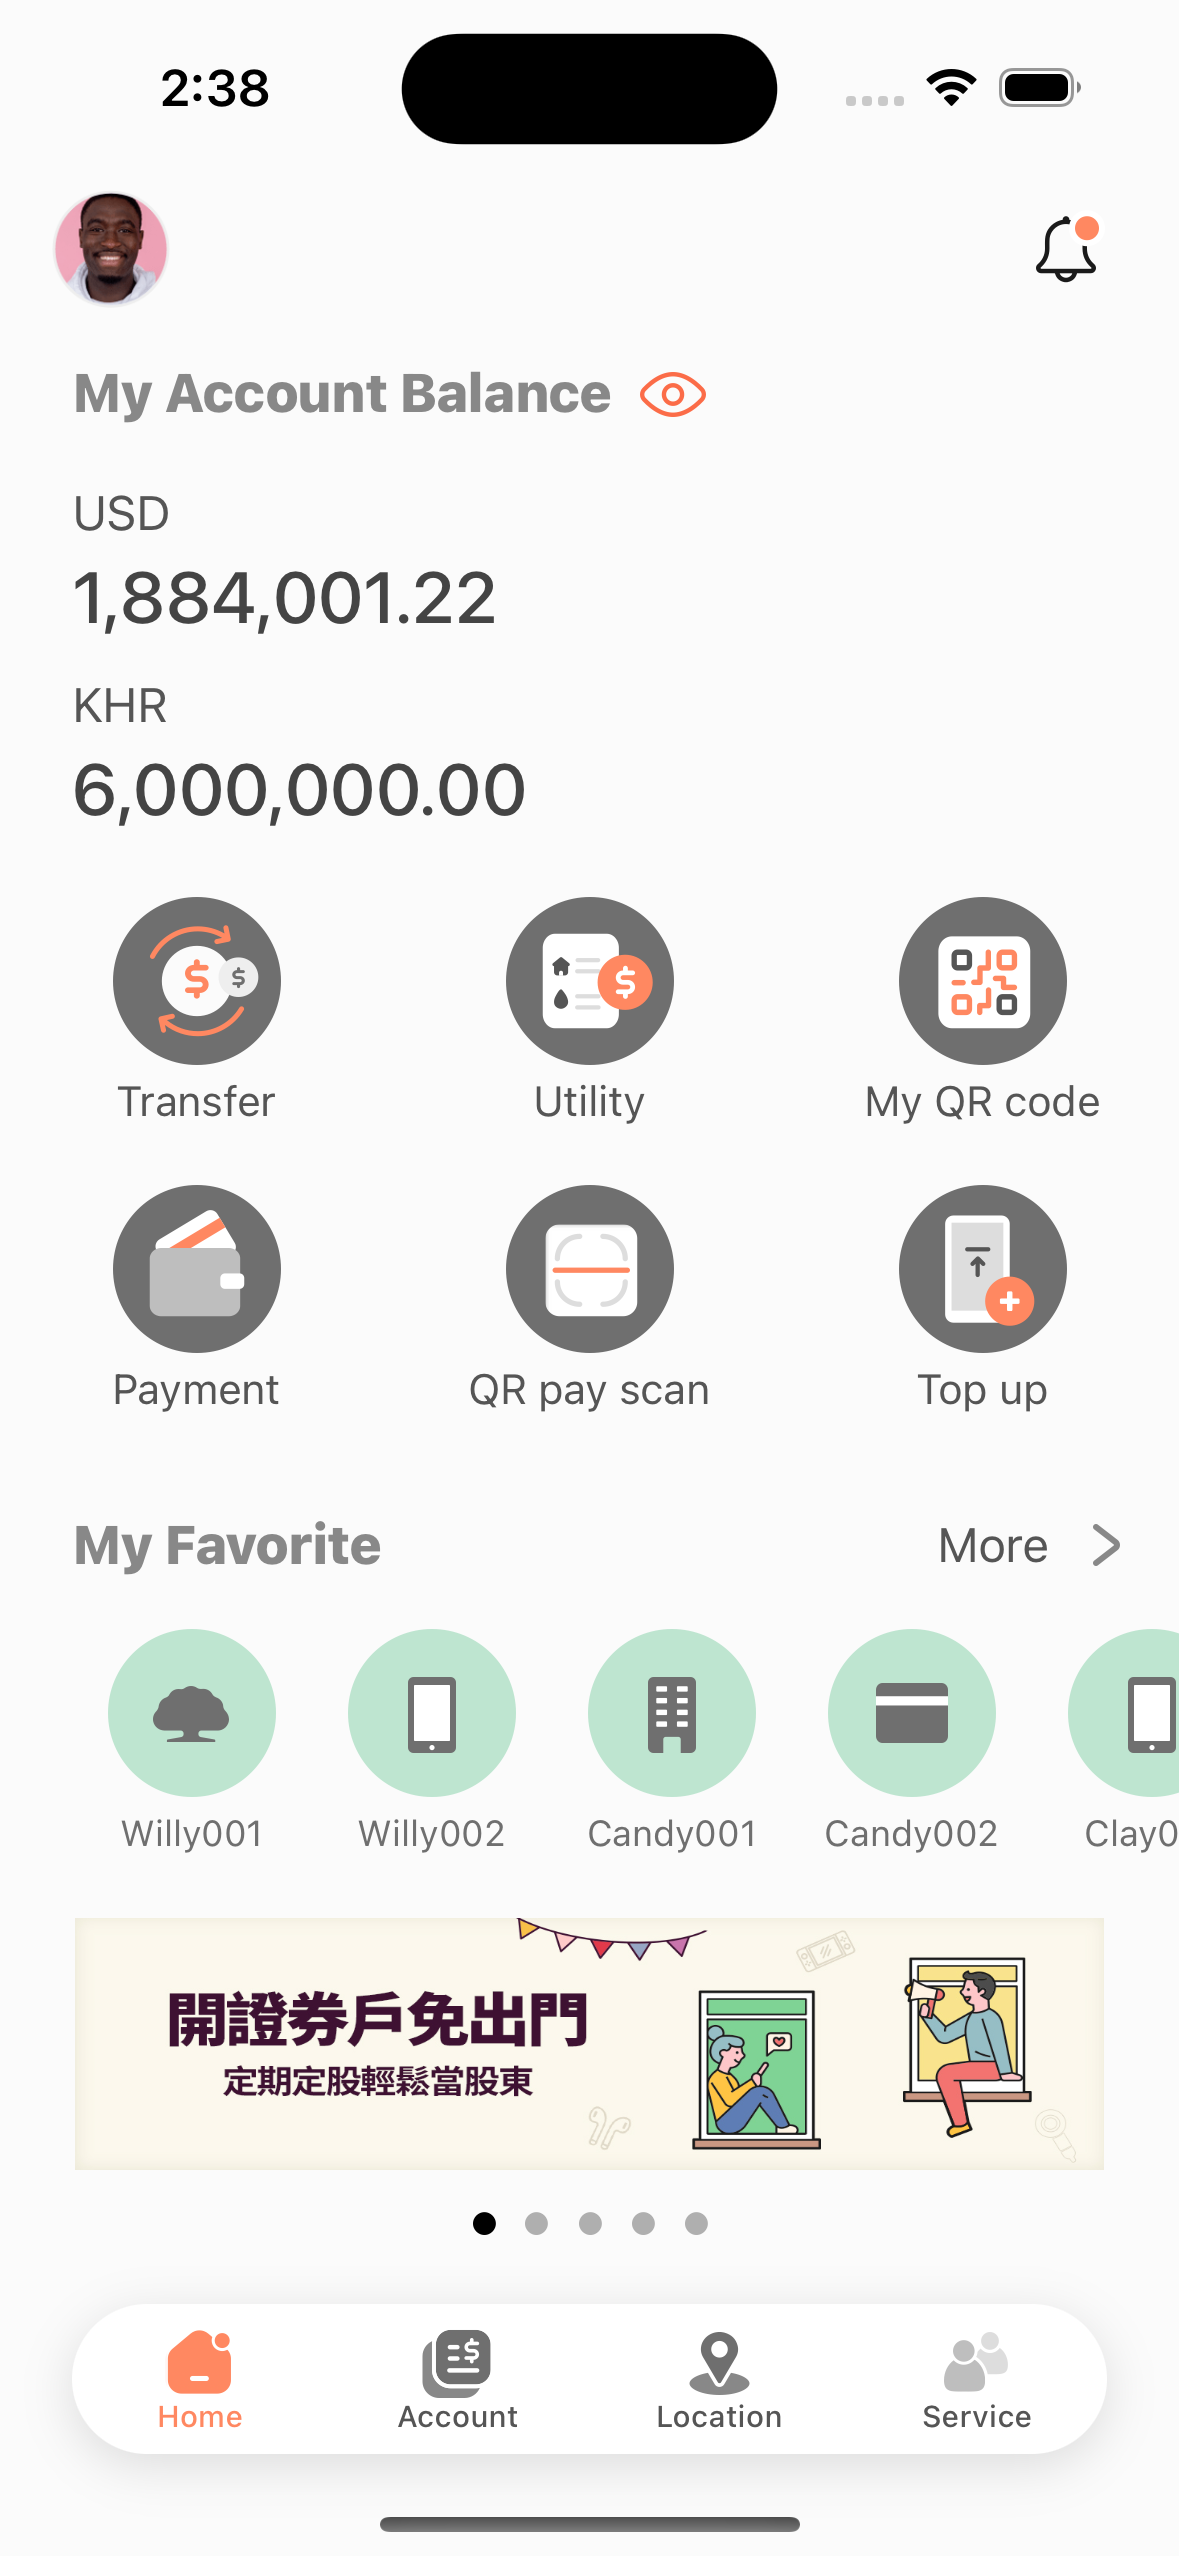 2:38
My Account Balance
USD
1,884,001.22
KHR
6,000,000.00
Transfer
Utility
My QR code
Payment
QR pay scan
Top up
My Favorite
More
Willy001
Willy002
Candy001
Candy002
Clay0
開證券戶免出門
定期定股輕鬆當股東
Home
Account
Location
Service